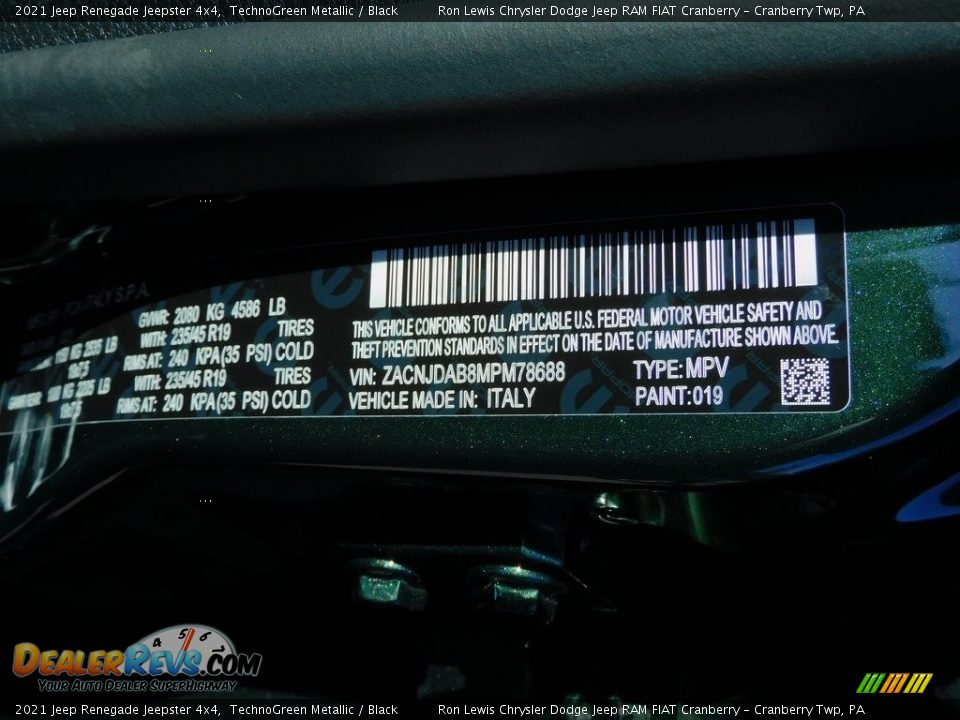 2021 Jeep Renegade Jeepster 4x4, TechnoGreen Metallic / Black Ron Lewis Chrysler Dodge Jeep RAM FIAT Cranberry - Cranberry Twp, PA
ITALY S.P.A.
GVWR: 2080 KG 4586 LB
WITH: 235/45 R19 TIRES
RIMS AT: 240 KPA(35 PSI) COLD
WITH: 235/45 R19 TIRES
RIMS AT: 240 KPA(35 PSI) COLD
THIS VEHICLE CONFORMS TO ALL APPLICABLE U.S. FEDERAL MOTOR VEHICLE SAFETY AND
THEFT PREVENTION STANDARDS IN EFFECT ON THE DATE OF MANUFACTURE SHOWN ABOVE.
VIN: ZACNJDAB8MPM78688 TYPE: MPV
VEHICLE MADE IN: ITALY PAINT: 019
4 5 6
DealerRevs.com
Your Auto Dealer SuperHighway
2021 Jeep Renegade Jeepster 4x4, TechnoGreen Metallic / Black Ron Lewis Chrysler Dodge Jeep RAM FIAT Cranberry - Cranberry Twp, PA